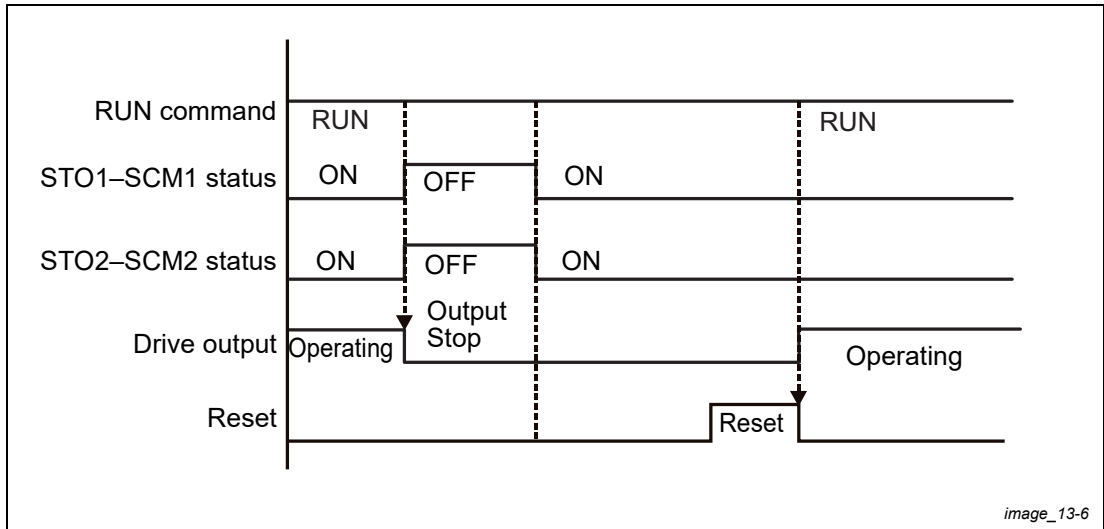 RUN command
RUN
RUN
STO1–SCM1 status
ON
OFF
ON
STO2–SCM2 status
ON
OFF
ON
Output
Stop
Drive output
Operating
Operating
Reset
Reset
image_13-6